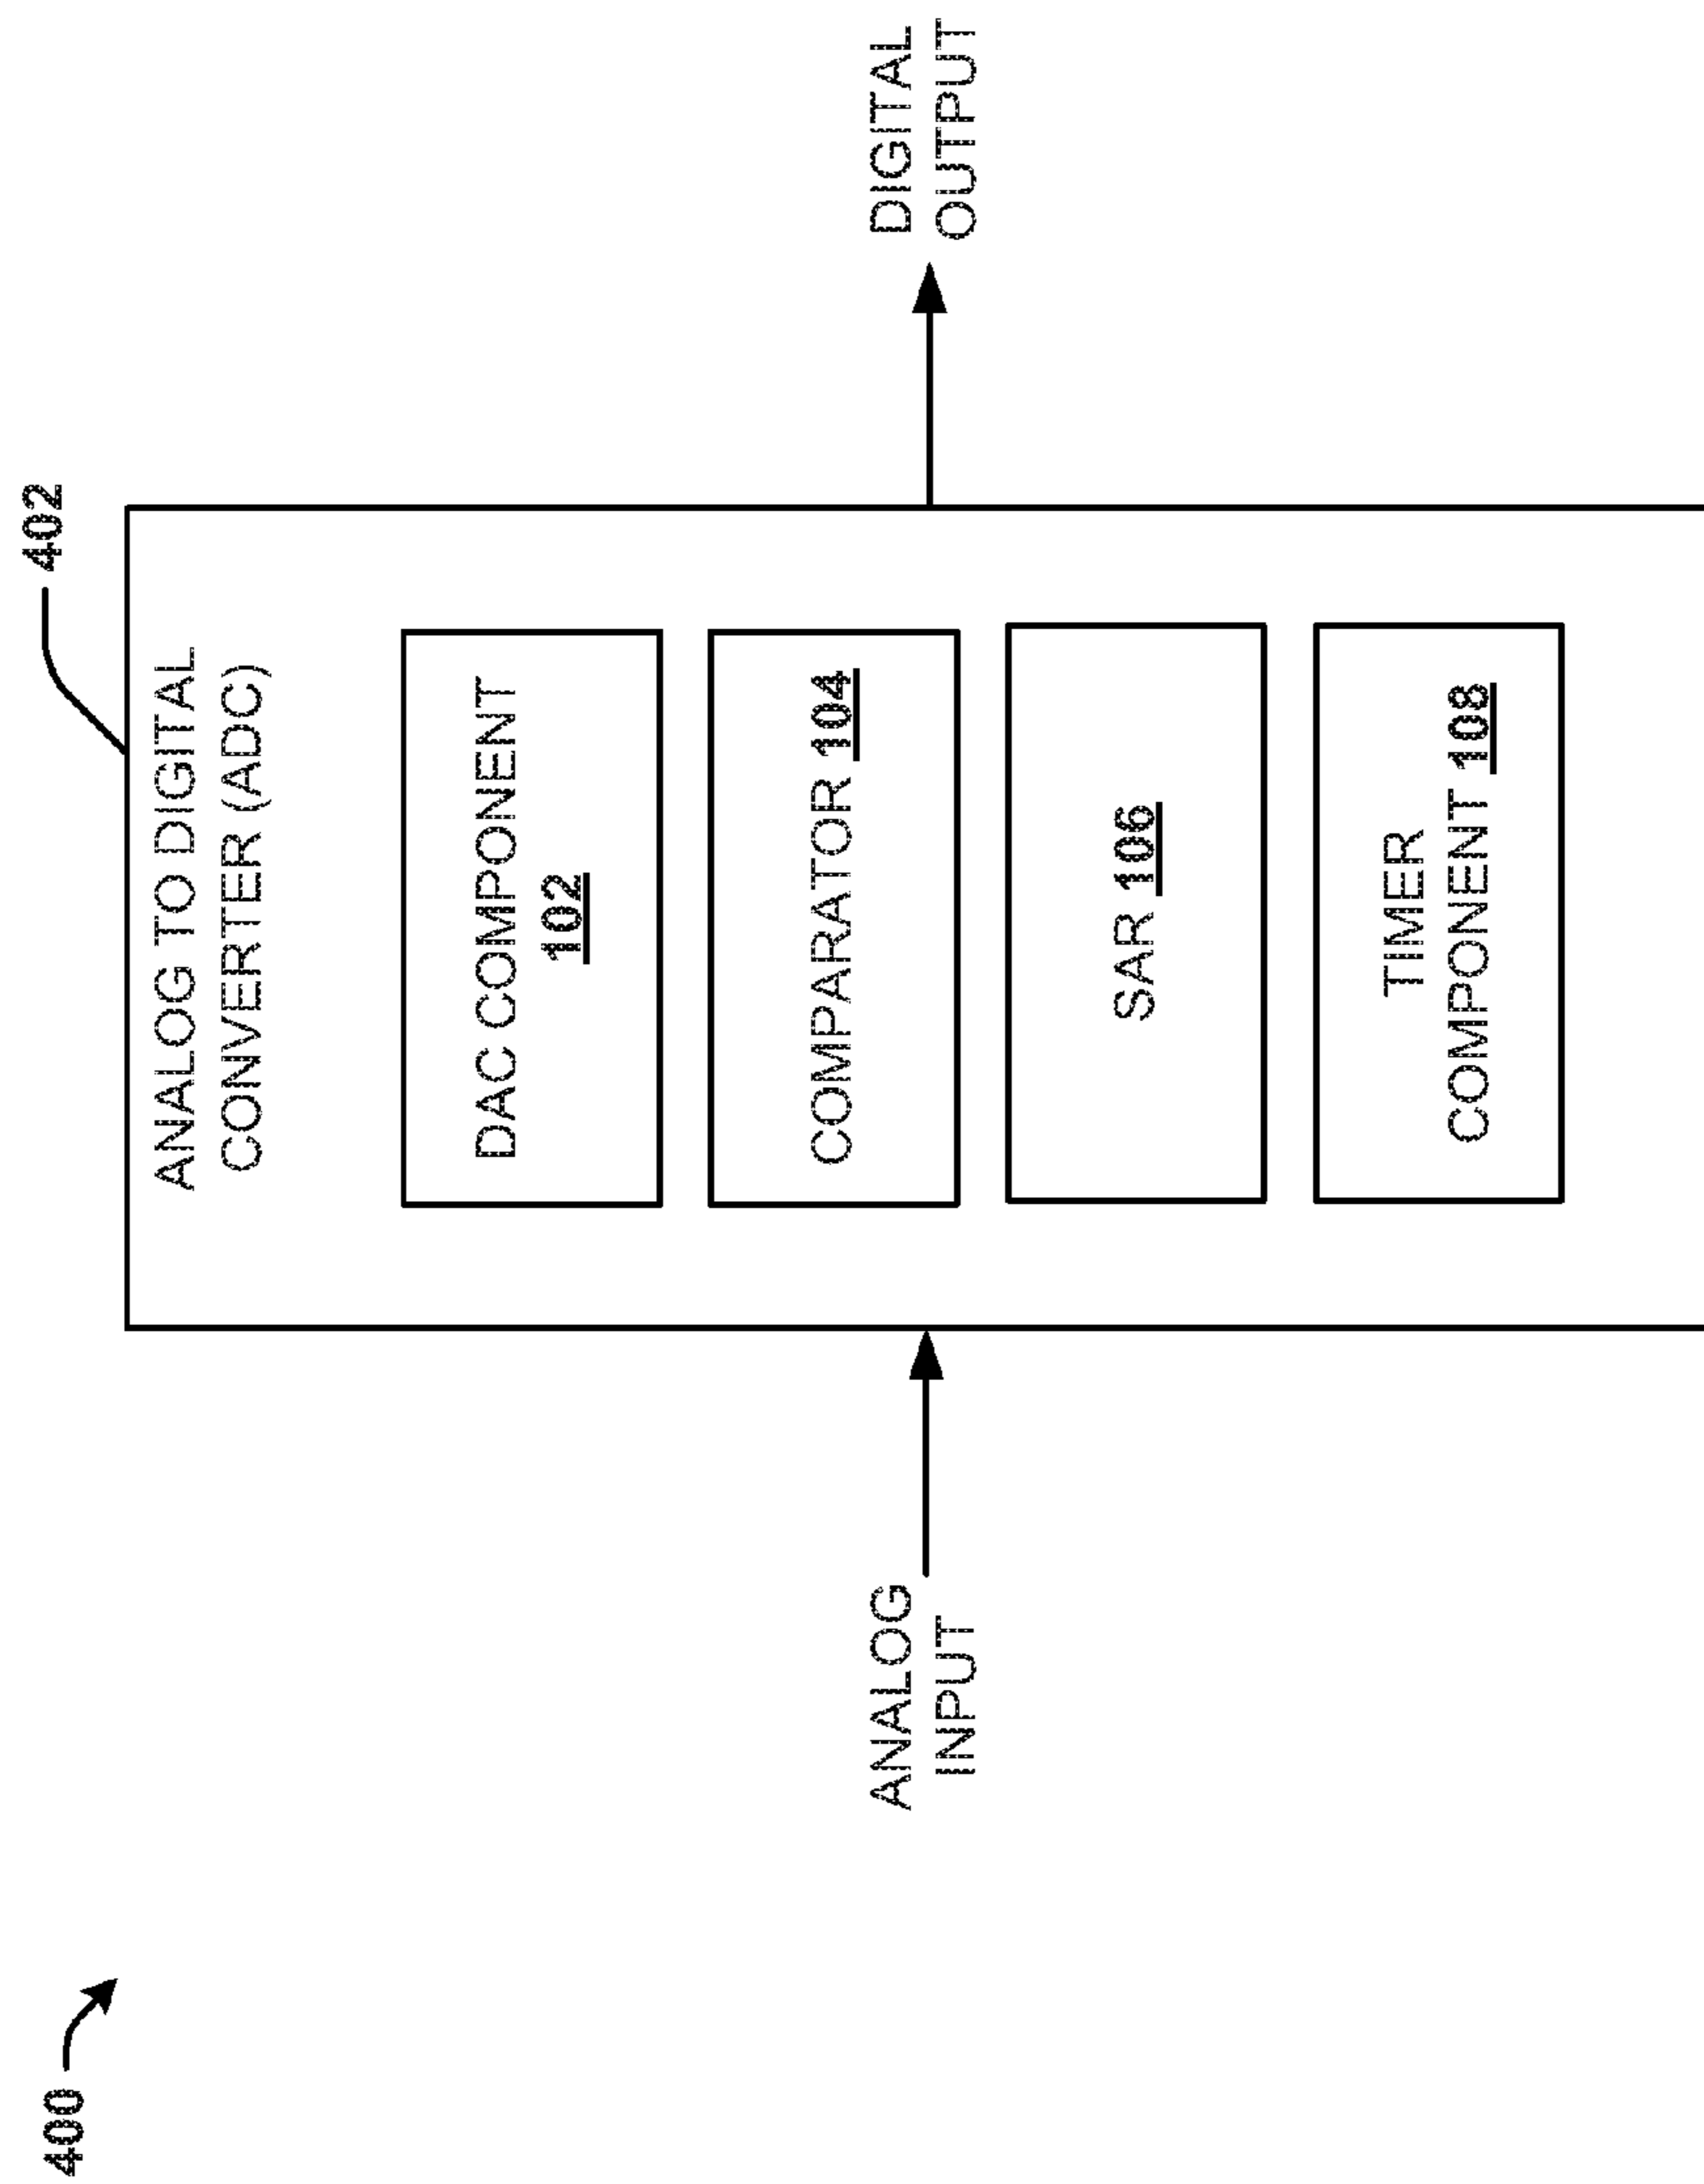 400
402
ANALOG TO DIGITAL
CONVERTER (ADC)
DAC COMPONENT
102
COMPARATOR 104
SAR 106
TIMER
COMPONENT 108
ANALOG
INPUT
DIGITAL
OUTPUT